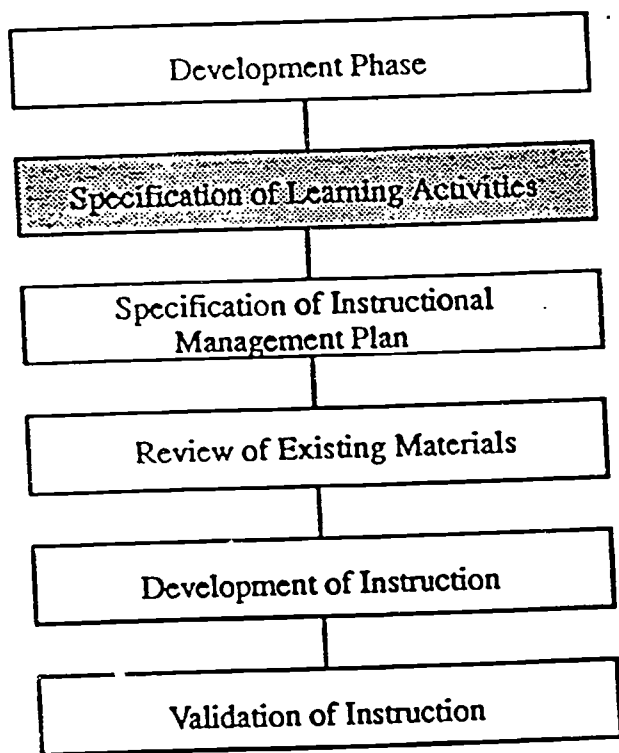 Development Phase
Specification of Learning Activities
Specification of Instructional
Management Plan
Review of Existing Materials
Development of Instruction
Validation of Instruction